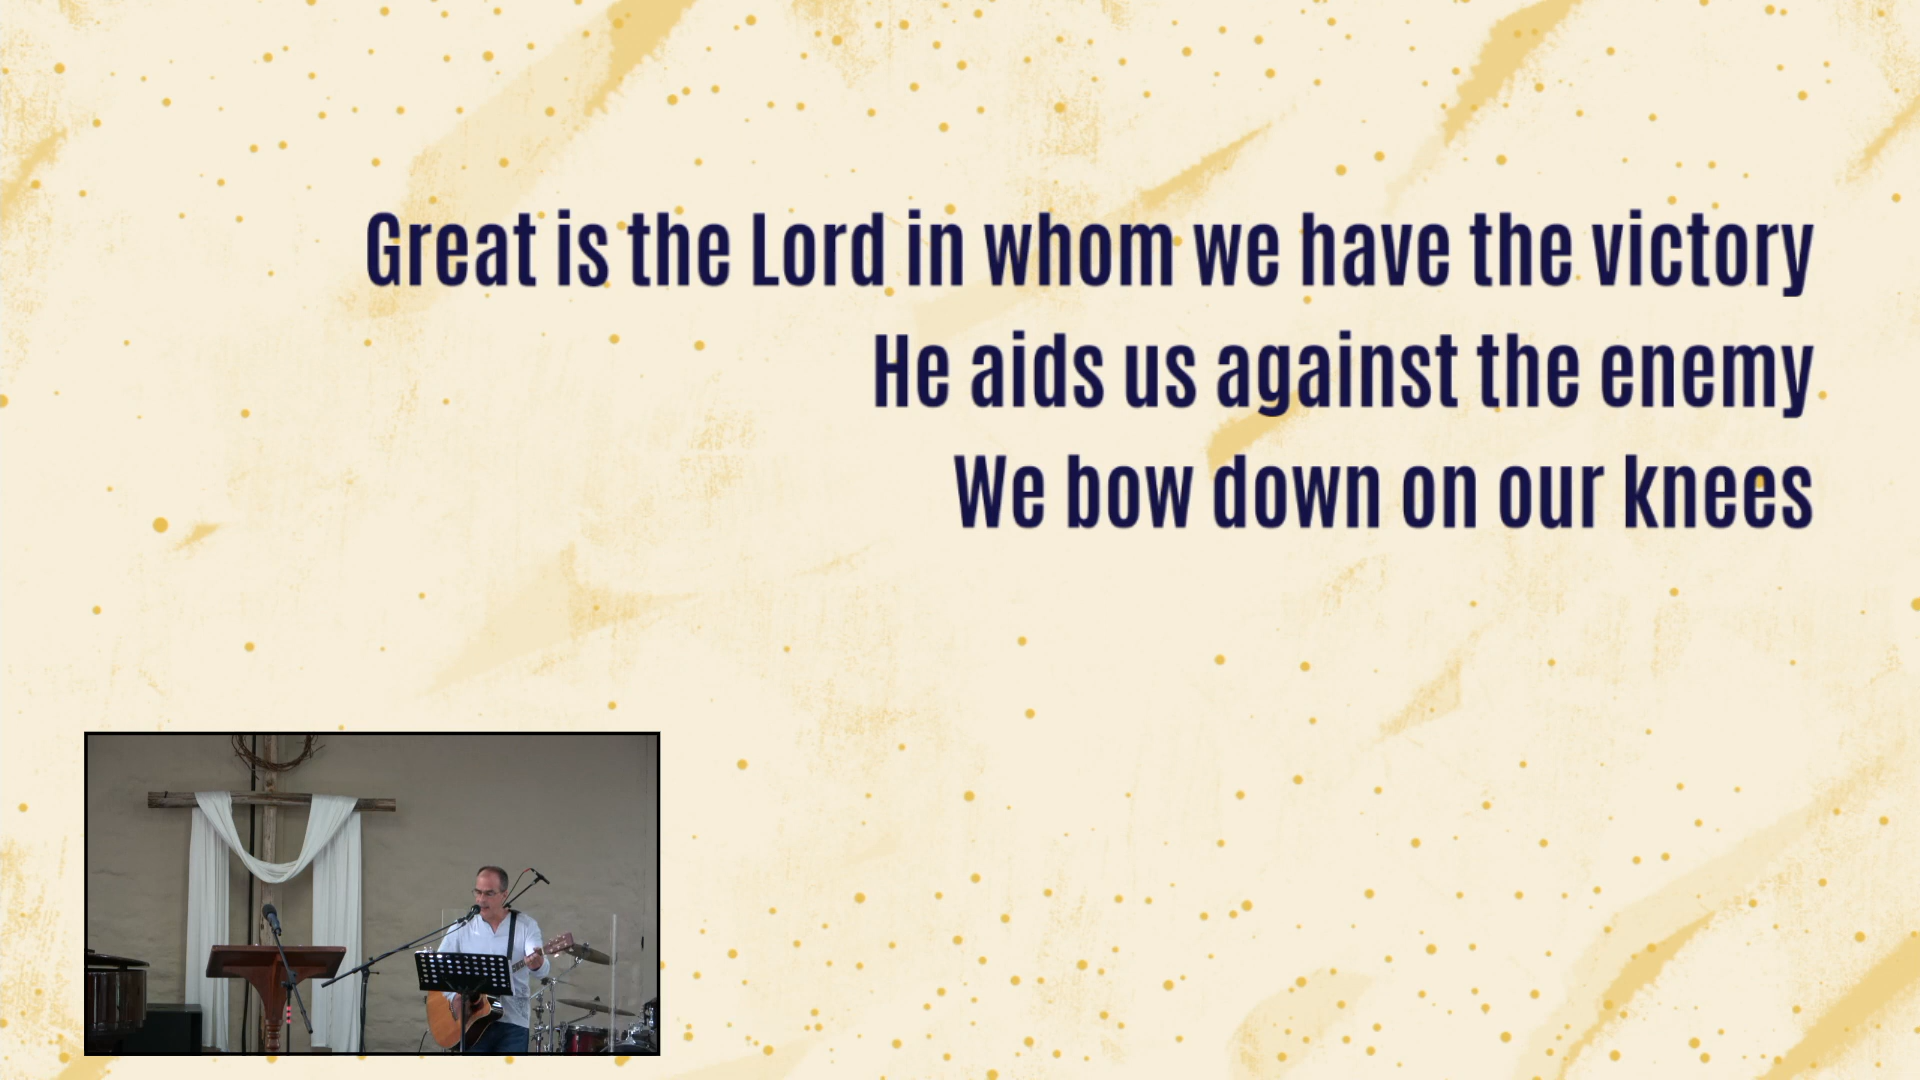 Great is the Lord in whom we have the victory
He aids us against the enemy
We bow down on our knees